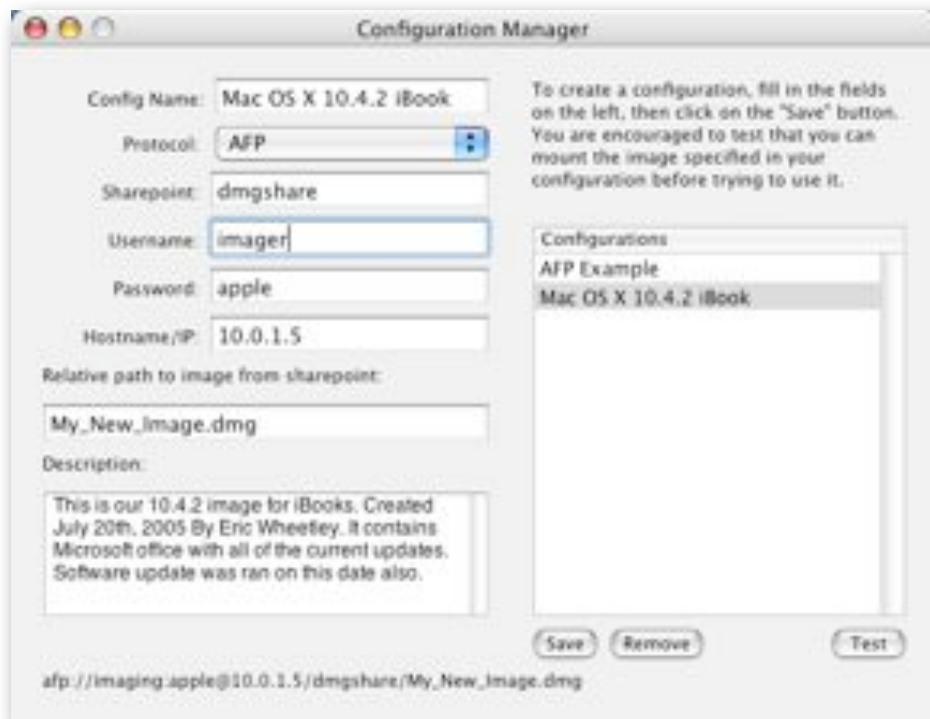 Configuration Manager
Config Name: Mac OS X 10.4.2 iBook
Protocol: AFP
Sharepoint: dmgshare
Username: imager
Password: apple
Hostname/IP: 10.0.1.5
Relative path to image from sharepoint:
My_New_Image.dmg
Description:
This is our 10.4.2 image for iBooks. Created
July 20th, 2005 By Eric Wheetley. It contains
Microsoft office with all of the current updates.
Software update was ran on this date also.
To create a configuration, fill in the fields
on the left, then click on the "Save" button.
You are encouraged to test that you can
mount the image specified in your
configuration before trying to use it.
Configurations
AFP Example
Mac OS X 10.4.2 iBook
Save
Remove
Test
afp://imaging:apple@10.0.1.5/dmgshare/My_New_Image.dmg